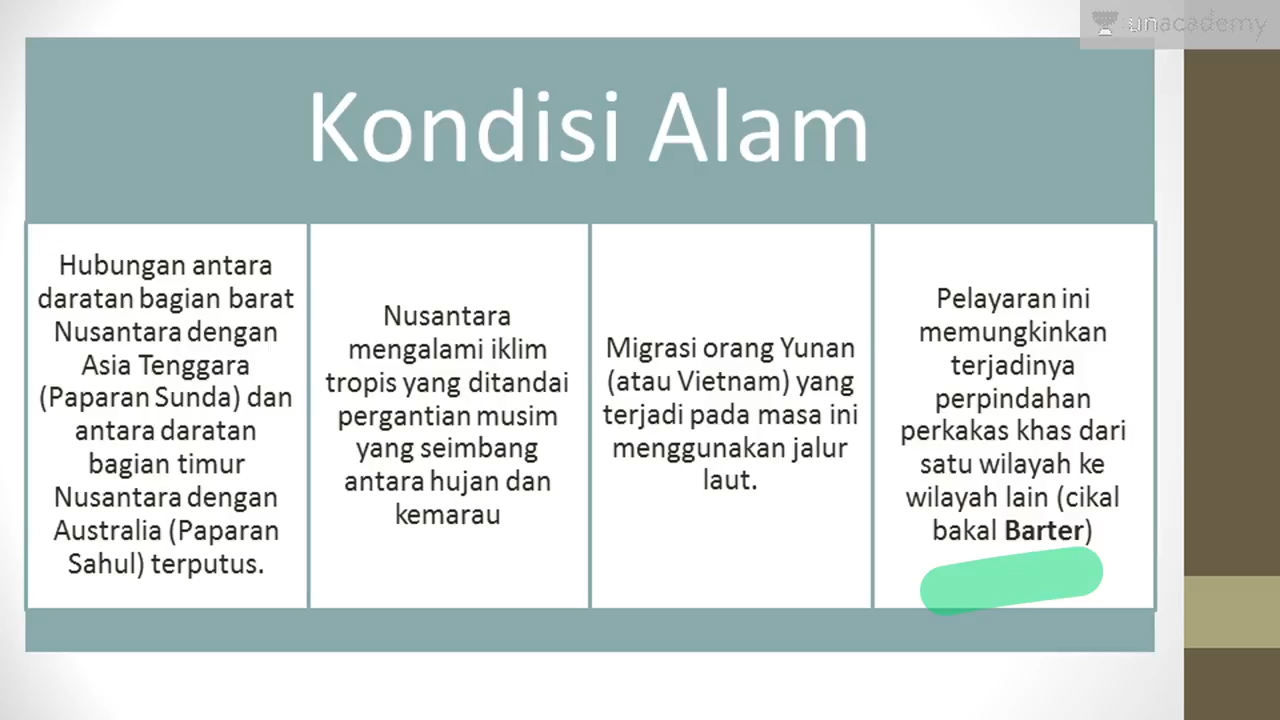 unacademy
Kondisi Alam
Hubungan antara
daratan bagian barat
Nusantara dengan
Asia Tenggara
(Paparan Sunda) dan
antara daratan
bagian timur
Nusantara dengan
Australia (Paparan
Sahul) terputus.
Nusantara
mengalami iklim
tropis yang ditandai
pergantian musim
yang seimbang
antara hujan dan
kemarau
Migrasi orang Yunan
(atau Vietnam) yang
terjadi pada masa ini
menggunakan jalur
laut.
Pelayaran ini
memungkinkan
terjadinya
perpindahan
perkakas khas dari
satu wilayah ke
wilayah lain (cikal
bakal Barter)